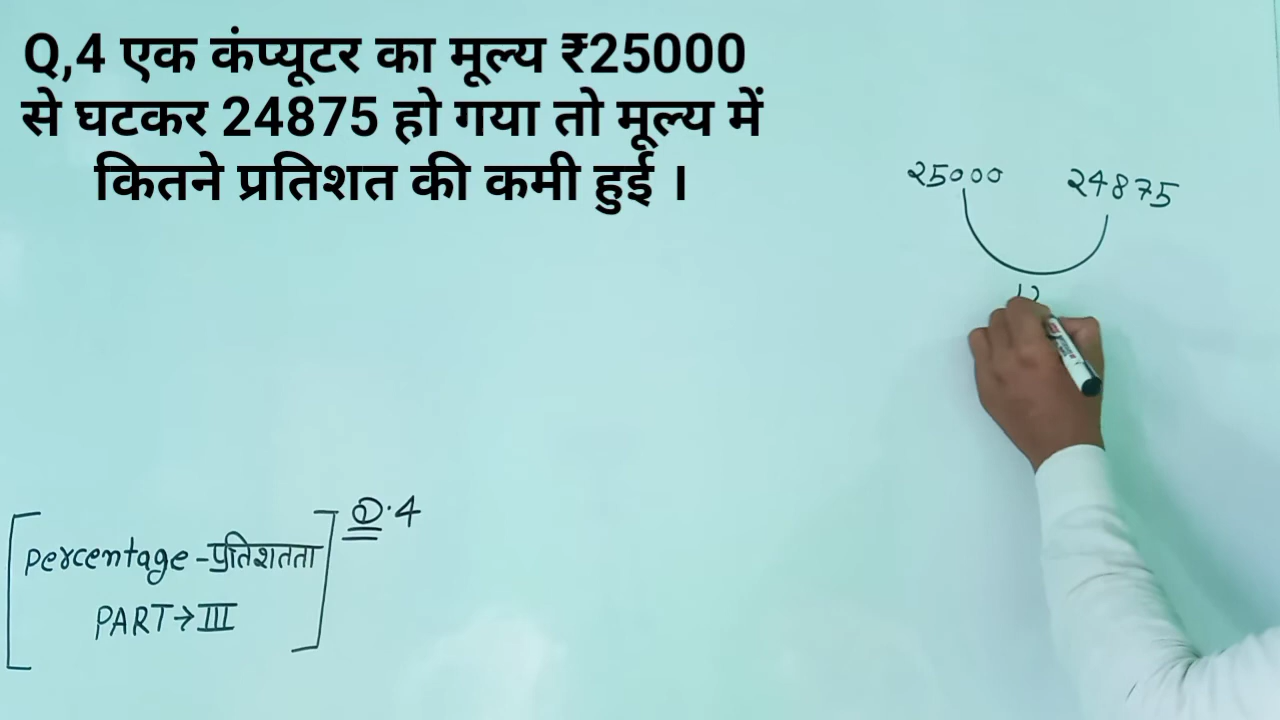 Q,4 एक कंप्यूटर का मूल्य ₹25000
से घटकर 24875 हो गया तो मूल्य में
कितने प्रतिशत की कमी हुई ।
25000 24875
12
Q.4
percentage-प्रतिशतता
PART→III